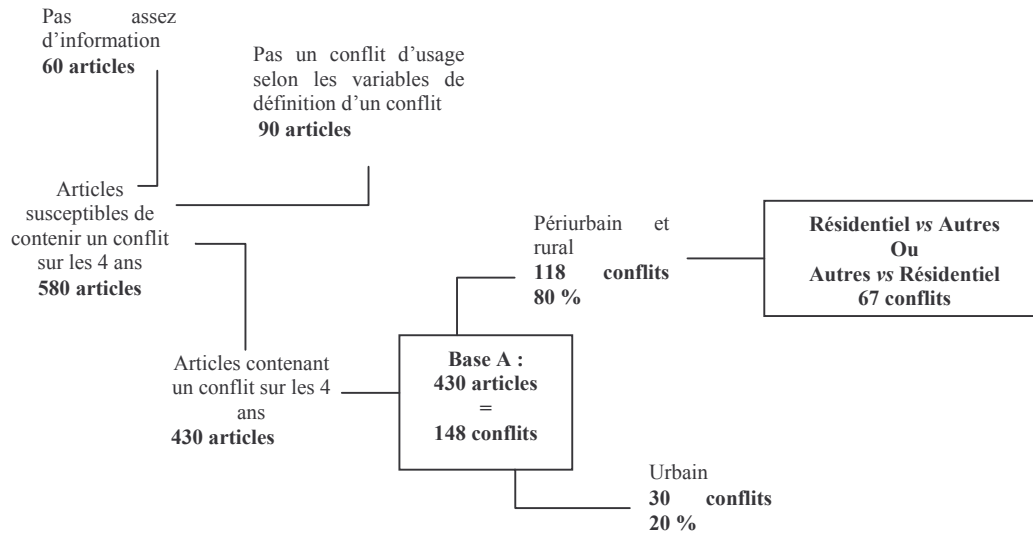 Pas assez
d’information
60 articles
Pas un conflit d’usage
selon les variables de
définition d’un conflit
90 articles
Articles
susceptibles de
contenir un conflit
sur les 4 ans
580 articles
Périurbain et
rural
118 conflits
80 %
Résidentiel vs Autres
Ou
Autres vs Résidentiel
67 conflits
Articles contenant
un conflit sur les 4
ans
430 articles
Base A :
430 articles
=
148 conflits
Urbain
30 conflits
20 %